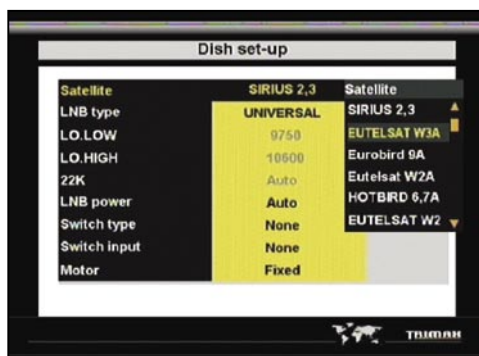 Dish set-up
Satellite SIRIUS 2,3 Satellite
LNB type UNIVERSAL SIRIUS 2,3
LO.LOW 9750 EUTELSAT W3A
LO.HIGH 10600 Eurobird 9A
22K Auto Eutelsat W2A
LNB power Auto HOTBIRD 6,7A
Switch type None EUTELSAT W2
Switch input None
Motor Fixed
TRIMAX